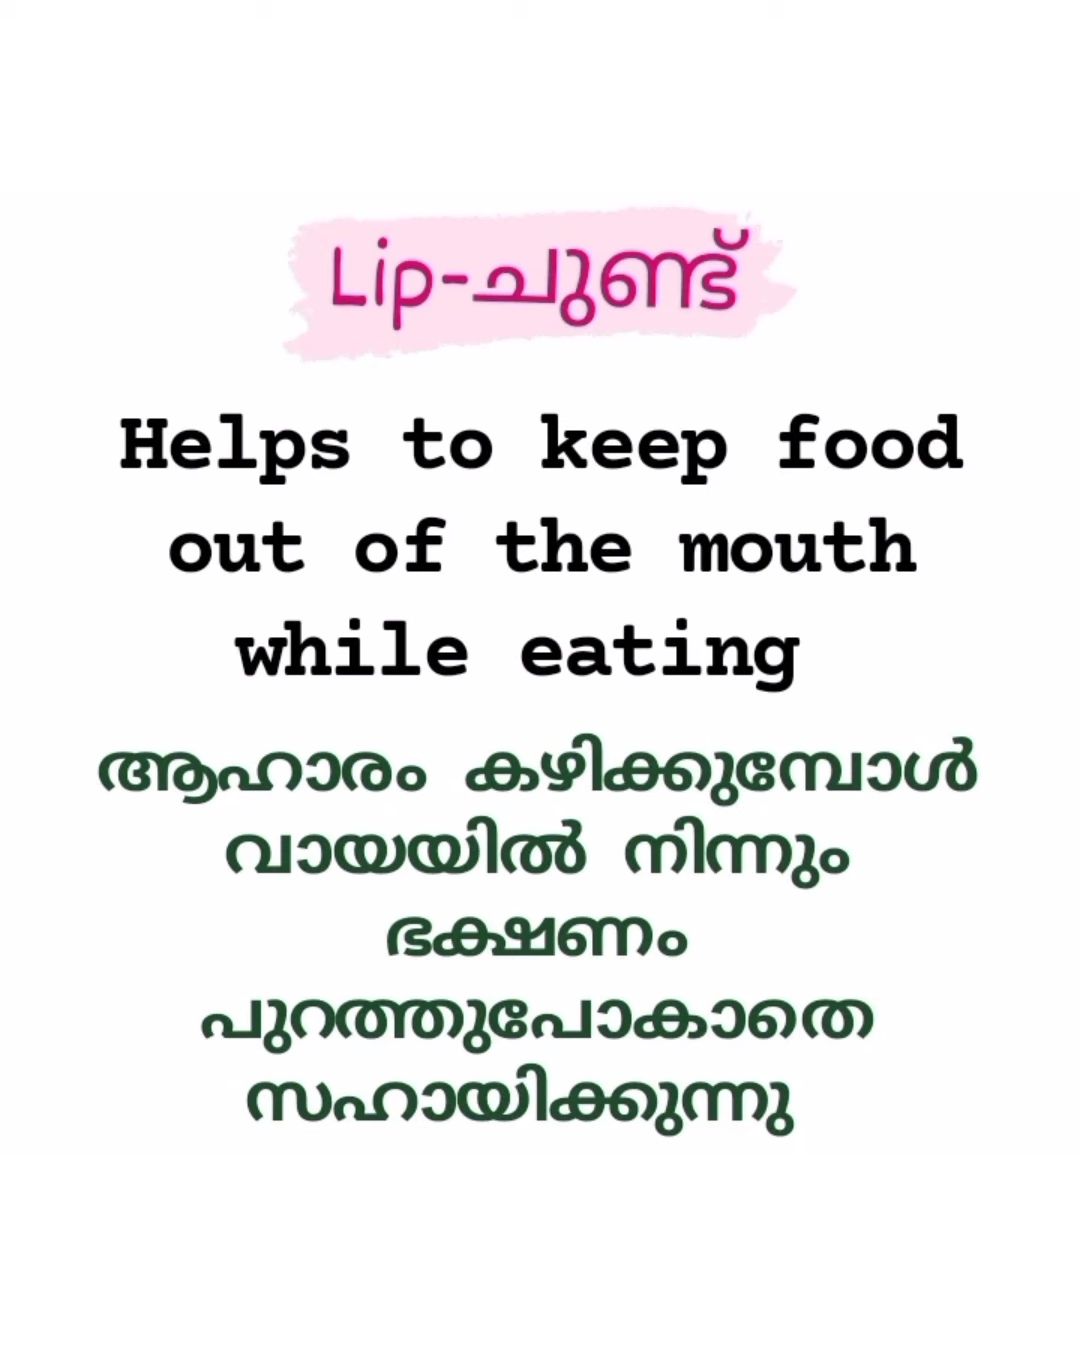 Lip-ചുണ്ട്
Helps to keep food
out of the mouth
while eating
ആഹാരം കഴിക്കുമ്പോൾ
വായയിൽ നിന്നും
ഭക്ഷണം
പുറത്തുപോകാതെ
സഹായിക്കുന്നു